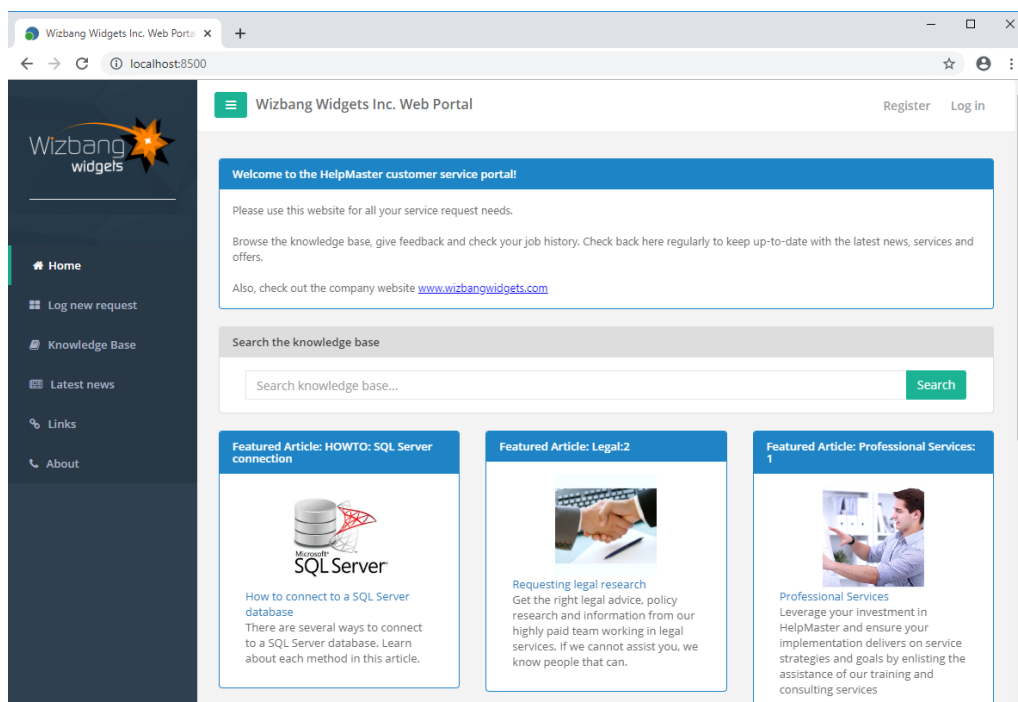 Wizbang Widgets Inc. Web Porta
localhost:8500
Wizbang
widgets
Home
Log new request
Knowledge Base
Latest news
Links
About
Wizbang Widgets Inc. Web Portal
Register
Log in
Welcome to the HelpMaster customer service portal!
Please use this website for all your service request needs.
Browse the knowledge base, give feedback and check your job history. Check back here regularly to keep up-to-date with the latest news, services and
offers.
Also, check out the company website www.wizbangwidgets.com
Search the knowledge base
Search knowledge base...
Search
Featured Article: HOWTO: SQL Server
connection
Microsoft
SQL Server
How to connect to a SQL Server
database
There are several ways to connect
to a SQL Server database. Learn
about each method in this article.
Featured Article: Legal:2
Requesting legal research
Get the right legal advice, policy
research and information from our
highly paid team working in legal
services. If we cannot assist you, we
know people that can.
Featured Article: Professional Services:
1
Professional Services
Leverage your investment in
HelpMaster and ensure your
implementation delivers on service
strategies and goals by enlisting the
assistance of our training and
consulting services